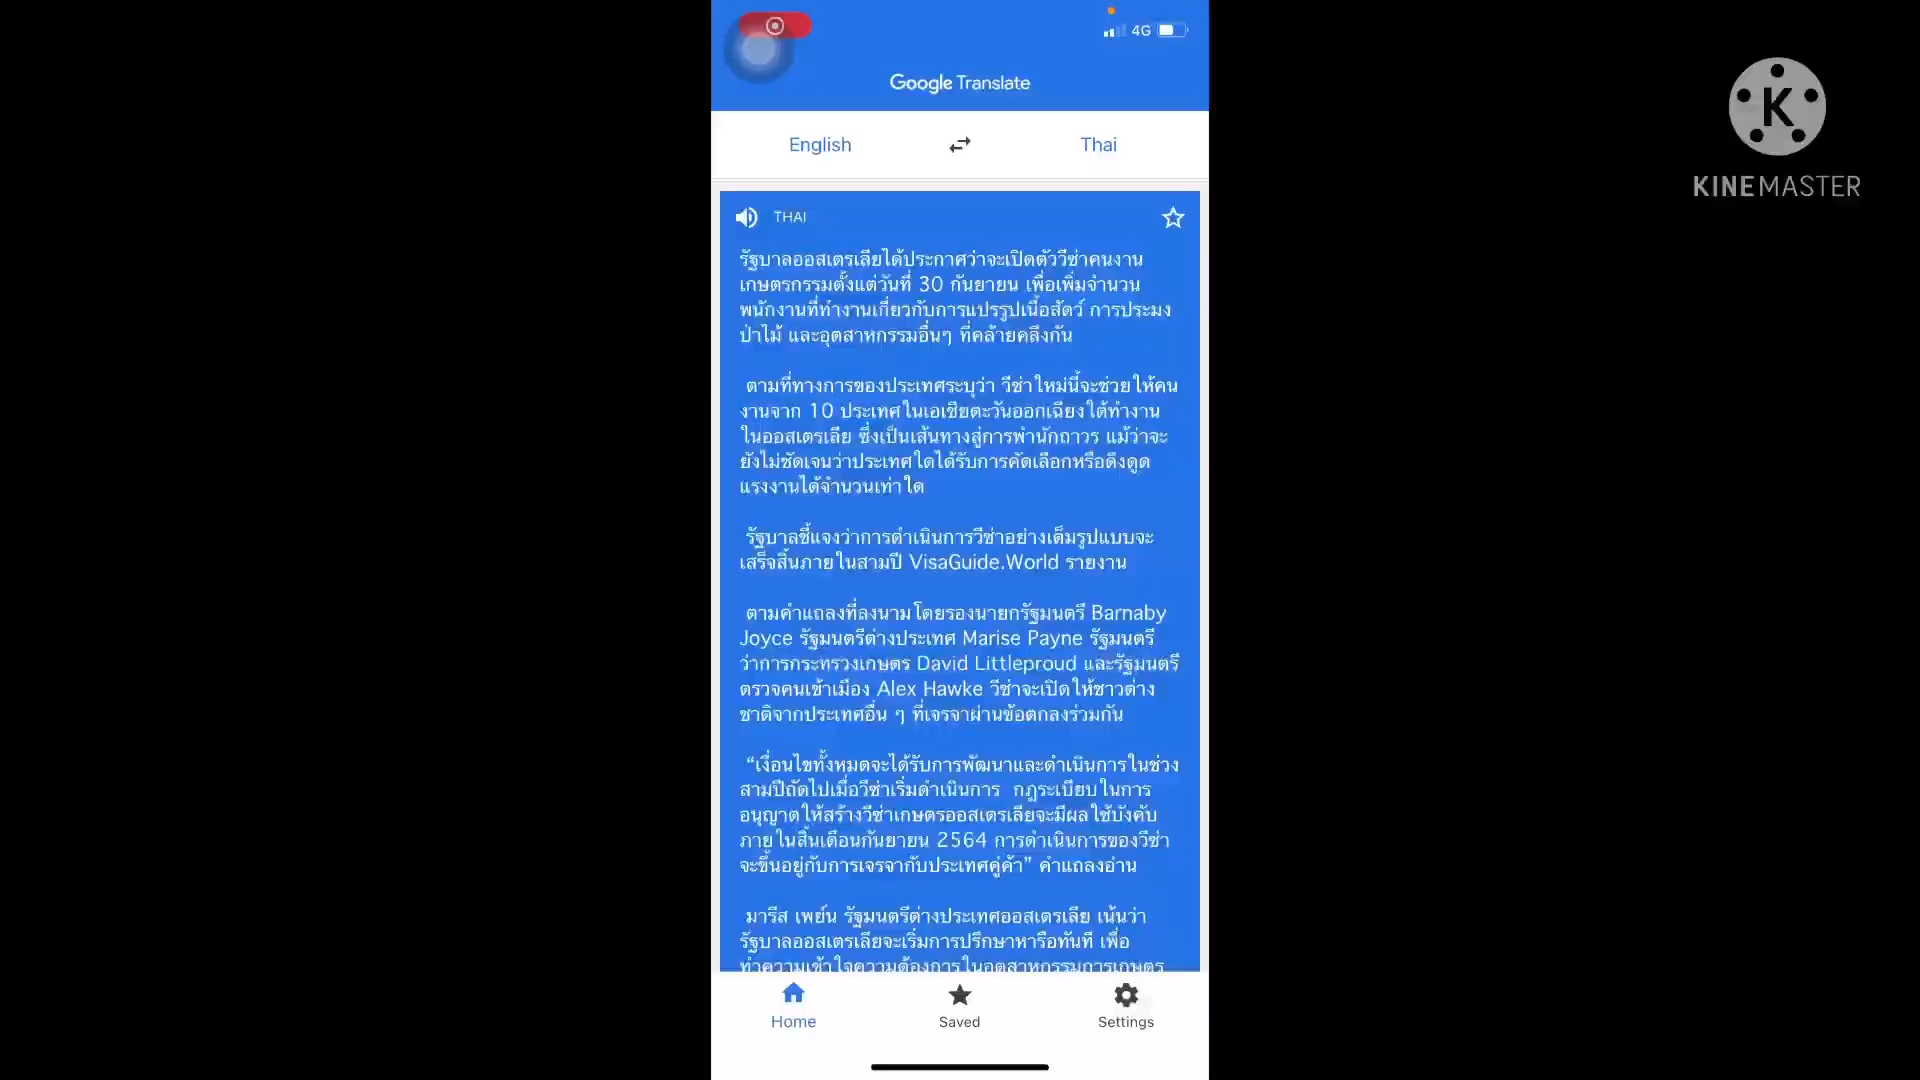 4G
Google Translate
English
Thai
THAI
รัฐบาลออสเตรเลียได้ประกาศว่าจะเปิดตัววีซ่าคนงาน
เกษตรกรรมตั้งแต่วันที่ 30 กันยายน เพื่อเพิ่มจำนวน
พนักงานที่ทำงานเกี่ยวกับการแปรรูปเนื้อสัตว์ การประมง
ป่าไม้ และอุตสาหกรรมอื่นๆ ที่คล้ายคลึงกัน
ตามที่ทางการของประเทศระบุว่า วีซ่าใหม่นี้จะช่วยให้คน
งานจาก 10 ประเทศในเอเชียตะวันออกเฉียงใต้ทำงาน
ในออสเตรเลีย ซึ่งเป็นเส้นทางสู่การพำนักถาวร แม้ว่าจะ
ยังไม่ชัดเจนว่าประเทศใดได้รับการคัดเลือกหรือดึงดูด
แรงงานได้จำนวนเท่าใด
รัฐบาลชี้แจงว่าการดำเนินการวีซ่าอย่างเต็มรูปแบบจะ
เสร็จสิ้นภายในสามปี VisaGuide.World รายงาน
ตามคำแถลงที่ลงนามโดยรองนายกรัฐมนตรี Barnaby
Joyce รัฐมนตรีต่างประเทศ Marise Payne รัฐมนตรี
ว่าการกระทรวงเกษตร David Littleproud และรัฐมนตรี
ตรวจคนเข้าเมือง Alex Hawke วีซ่าจะเปิดให้ชาวต่าง
ชาติจากประเทศอื่น ๆ ที่เจรจาผ่านข้อตกลงร่วมกัน
“เงื่อนไขทั้งหมดจะได้รับการพัฒนาและดำเนินการในช่วง
สามปีถัดไปเมื่อวีซ่าเริ่มดำเนินการ กฎระเบียบในการ
อนุญาตให้สร้างวีซ่าเกษตรออสเตรเลียจะมีผลใช้บังคับ
ภายในสิ้นเดือนกันยายน 2564 การดำเนินการของวีซ่า
จะขึ้นอยู่กับการเจรจากับประเทศคู่ค้า” คำแถลงอ่าน
มารีส เพย์น รัฐมนตรีต่างประเทศออสเตรเลีย เน้นว่า
รัฐบาลออสเตรเลียจะเริ่มการปรึกษาหารือทันที เพื่อ
ทำความเข้าใจความต้องการในอุตสาหกรรมการเกษตร
Home
Saved
Settings
K
KINEMASTER